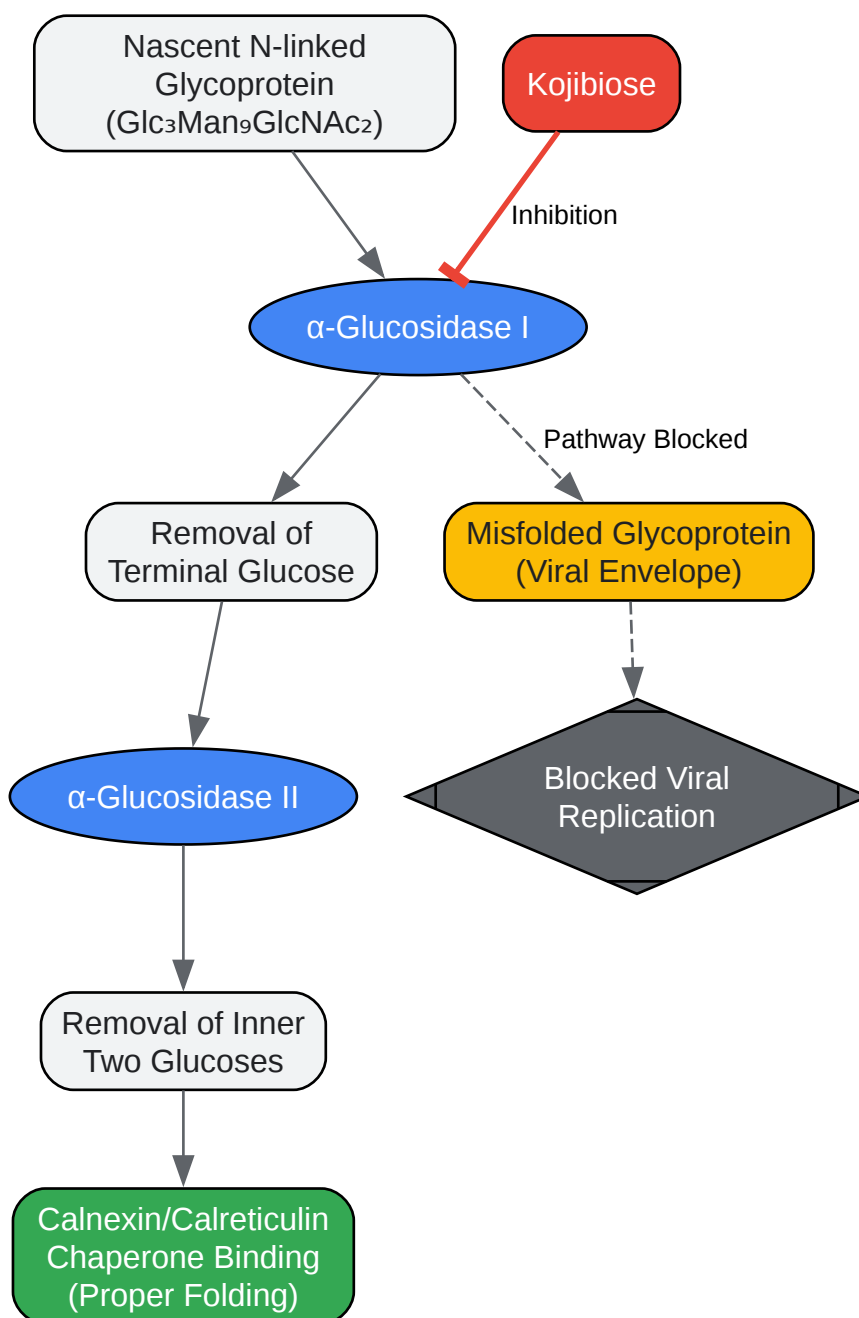 Nascent N-linked
Glycoprotein
(Glc₃Man₉GlcNAc₂)
Kojibiose
Inhibition
α-Glucosidase I
Pathway Blocked
Removal of
Terminal Glucose
Misfolded Glycoprotein
(Viral Envelope)
α-Glucosidase II
Blocked Viral
Replication
Removal of Inner
Two Glucoses
Calnexin/Calreticulin
Chaperone Binding
(Proper Folding)